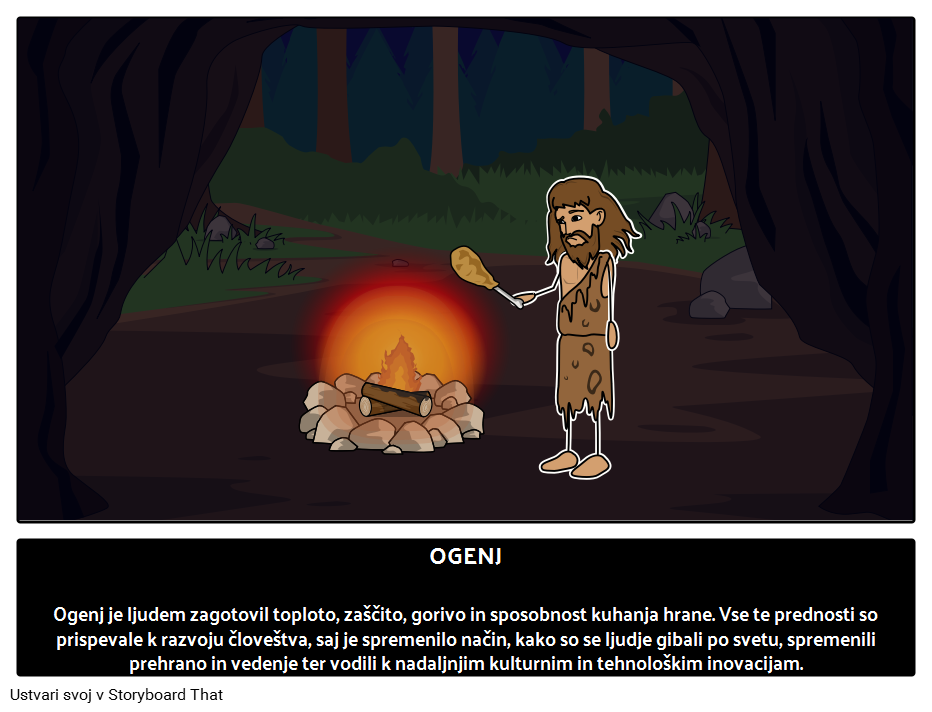 OGENJ
Ogenj je ljudem zagotovil toploto, zaščito, gorivo in sposobnost kuhanja hrane. Vse te prednosti so
prispevale k razvoju človeštva, saj je spremenilo način, kako so se ljudje gibali po svetu, spremenili
prehrano in vedenje ter vodili k nadaljnjim kulturnim in tehnološkim inovacijam.
Ustvari svoj v Storyboard That